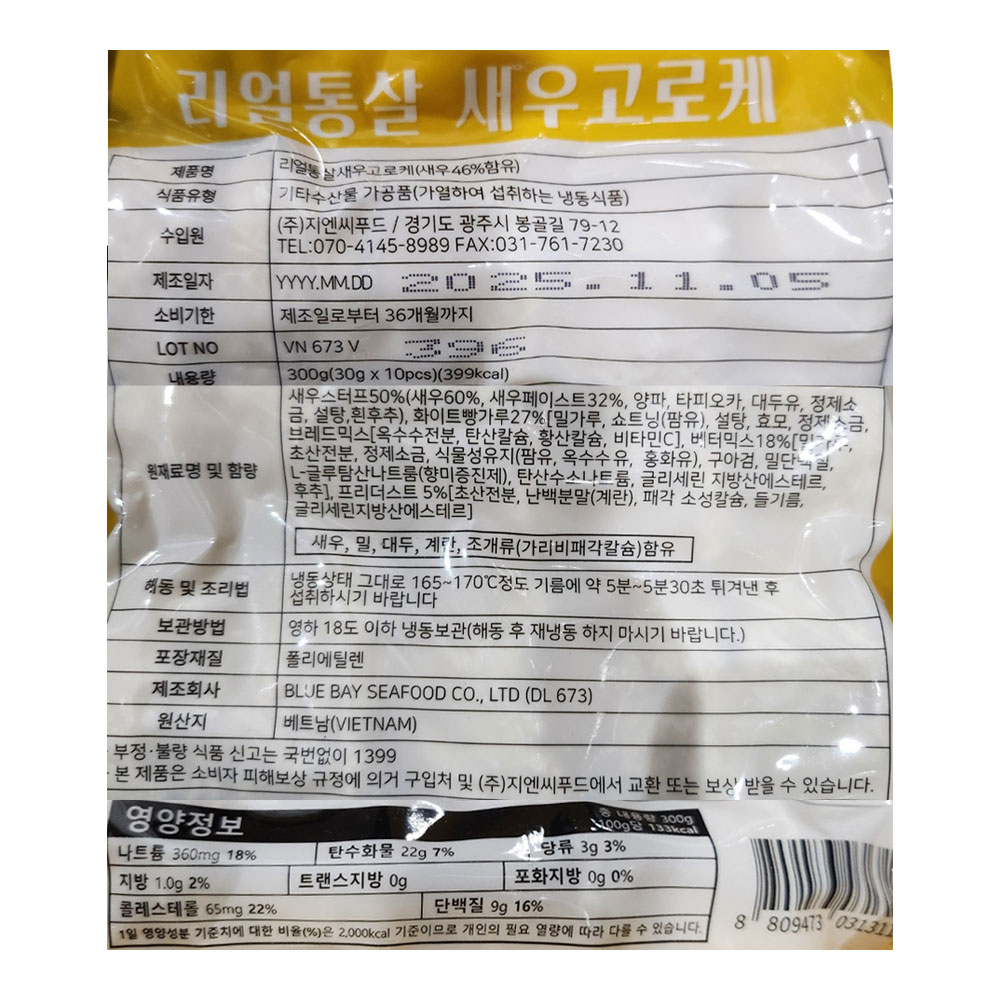 리얼통살 새우고로케
제품명 리얼통살새우고로케(새우46%함유)
식품유형 기타수산물 가공품(가열하여 섭취하는 냉동식품)
수입원 (주)지엔씨푸드 / 경기도 광주시 봉골길 79-12
TEL:070-4145-8989 FAX:031-761-7230
제조일자 YYYY.MM.DD 2025.11.05
소비기한 제조일로부터 36개월까지
LOT NO VN 673 V 396
내용량 300g(30g x 10pcs)(399kcal)
원재료명 및 함량 새우스터프50%(새우60%, 새우페이스트32%, 양파, 타피오카, 대두유, 정제소
금, 설탕,흰후추), 화이트빵가루27%[밀가루, 쇼트닝(팜유), 설탕, 효모, 정제소금,
브레드믹스[옥수수전분, 탄산칼슘, 황산칼슘, 비타민C], 베터믹스18%[밀가루,
초산전분, 정제소금, 식물성유지(팜유, 옥수수유, 홍화유), 구아검, 밀단백질,
L-글루탐산나트륨(향미증진제), 탄산수소나트륨, 글리세린 지방산에스테르,
후추], 프리더스트 5%[초산전분, 난백분말(계란), 패각 소성칼슘, 들기름,
글리세린지방산에스테르]
새우, 밀, 대두, 계란, 조개류(가리비패각칼슘)함유
해동 및 조리법 냉동상태 그대로 165~170℃정도 기름에 약 5분~5분30초 튀겨낸 후
섭취하시기 바랍니다
보관방법 영하 18도 이하 냉동보관(해동 후 재냉동 하지 마시기 바랍니다.)
포장재질 폴리에틸렌
제조회사 BLUE BAY SEAFOOD CO., LTD (DL 673)
원산지 베트남(VIETNAM)
· 부정·불량 식품 신고는 국번없이 1399
· 본 제품은 소비자 피해보상 규정에 의거 구입처 및 (주)지엔씨푸드에서 교환 또는 보상 받을 수 있습니다.
영양정보 총 내용량 300g
100g당 133kcal
나트륨 360mg 18% 탄수화물 22g 7% 당류 3g 3%
지방 1.0g 2% 트랜스지방 0g 포화지방 0g 0%
콜레스테롤 65mg 22% 단백질 9g 16%
1일 영양성분 기준치에 대한 비율(%)은 2,000kcal 기준이므로 개인의 필요 열량에 따라 다를 수 있습니다.
8 809473 031311